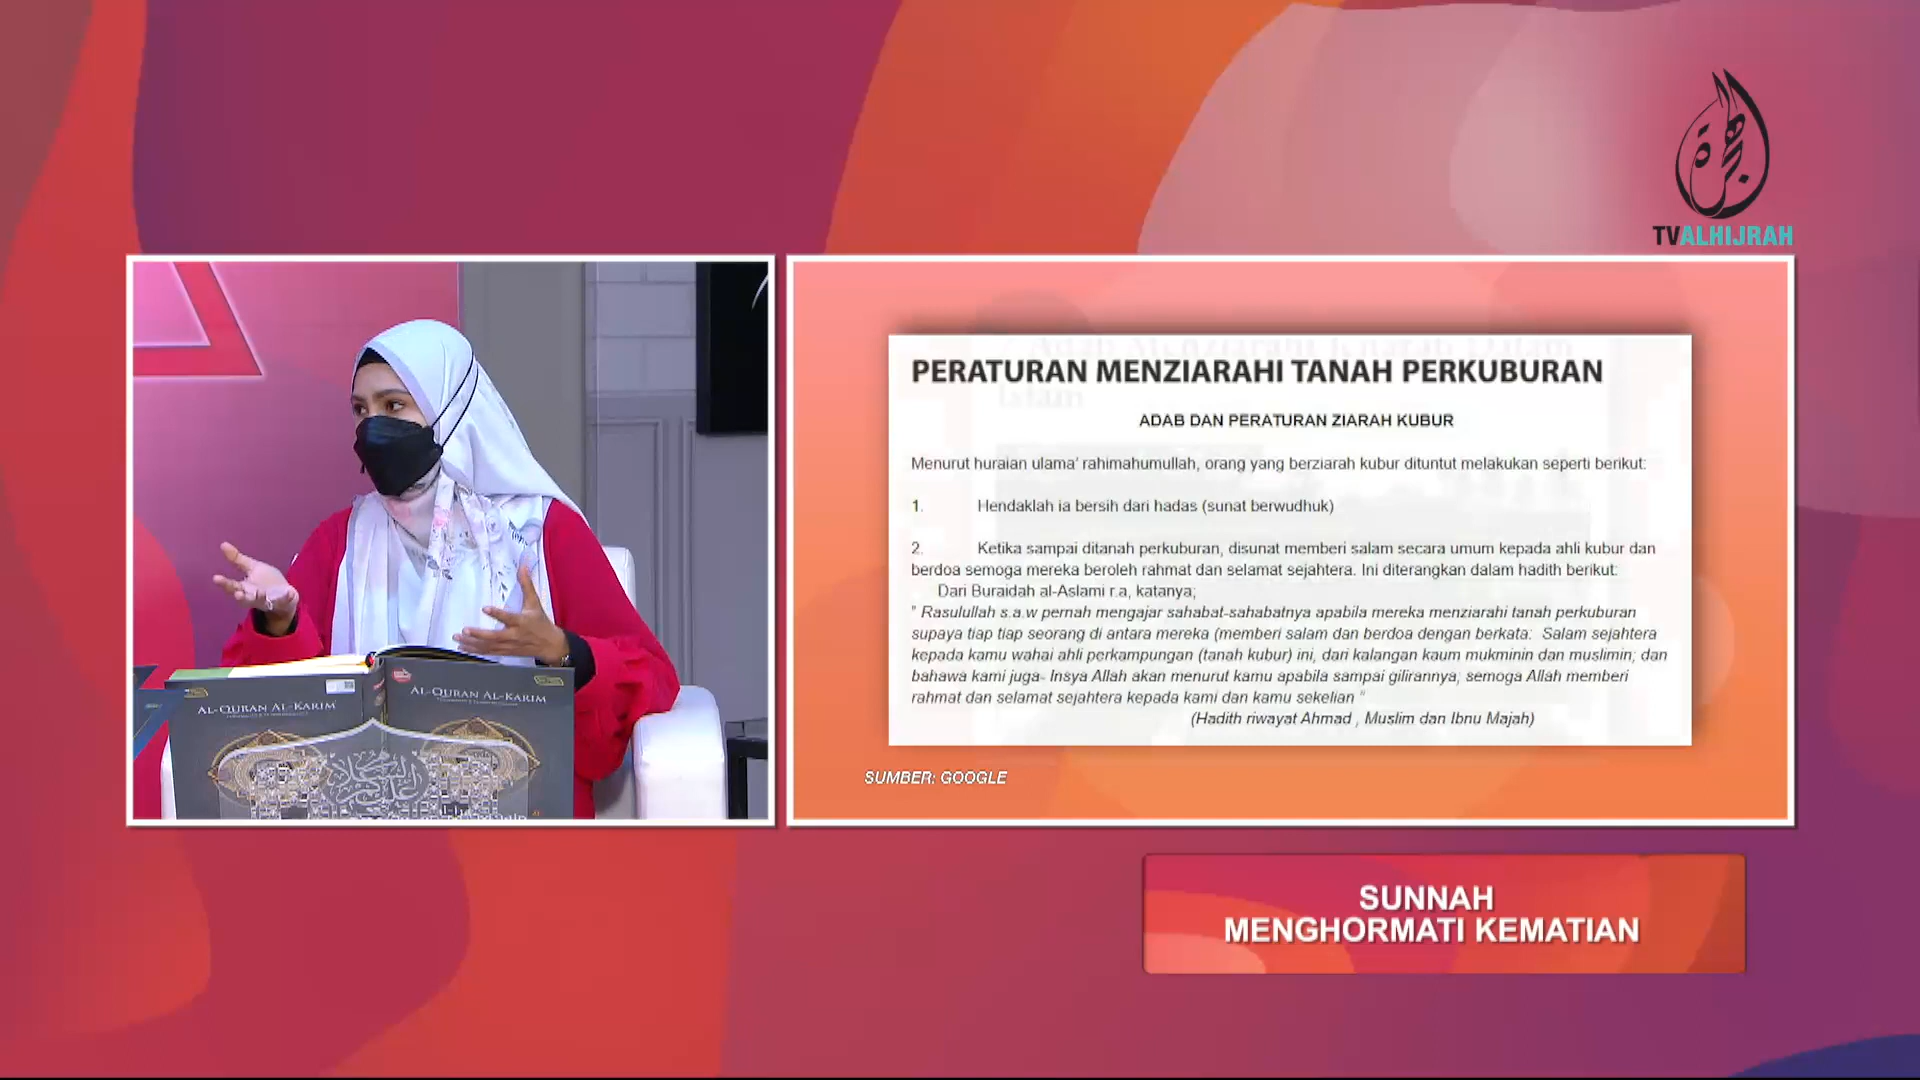 هجرة
TVALHIJRAH
PERATURAN MENZIARAHI TANAH PERKUBURAN
ADAB DAN PERATURAN ZIARAH KUBUR
Menurut huraian ulama' rahimahumullah, orang yang berziarah kubur dituntut melakukan seperti berikut:
1. Hendaklah ia bersih dari hadas (sunat berwudhuk)
2. Ketika sampai ditanah perkuburan, disunat memberi salam secara umum kepada ahli kubur dan
berdoa semoga mereka beroleh rahmat dan selamat sejahtera. Ini diterangkan dalam hadith berikut:
Dari Buraidah al-Aslami r.a, katanya;
" Rasulullah s.a.w pernah mengajar sahabat-sahabatnya apabila mereka menziarahi tanah perkuburan
supaya tiap tiap seorang di antara mereka (memberi salam dan berdoa dengan berkata: Salam sejahtera
kepada kamu wahai ahli perkampungan (tanah kubur) ini, dari kalangan kaum mukminin dan muslimin; dan
bahawa kami juga- Insya Allah akan menurut kamu apabila sampai gilirannya; semoga Allah memberi
rahmat dan selamat sejahtera kepada kami dan kamu sekelian "
(Hadith riwayat Ahmad , Muslim dan Ibnu Majah)
SUMBER: GOOGLE
AL-QURAN AL-KARIM
AL-QURAN AL-KARIM
السلام عليكم
SUNNAH
MENGHORMATI KEMATIAN